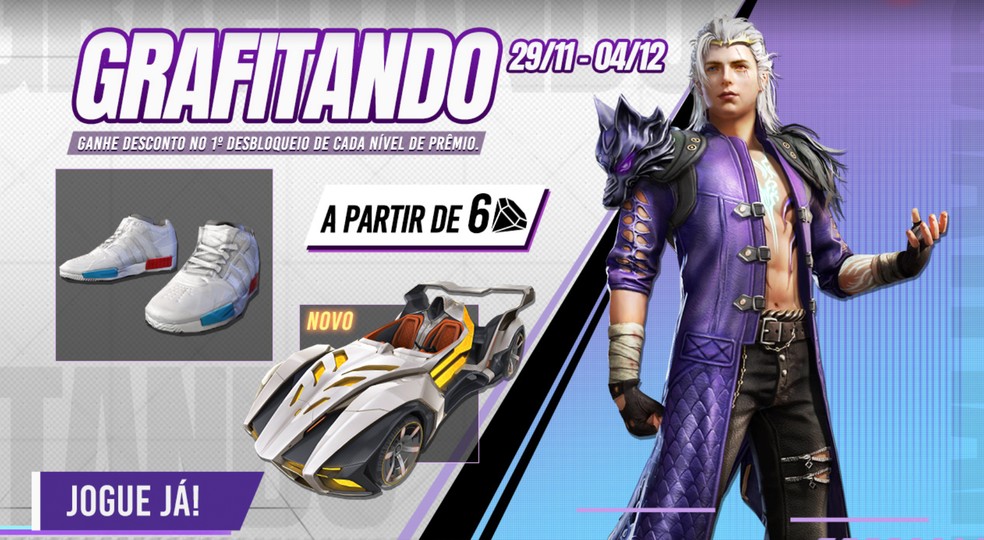 GRAFITANDO
29/11 - 04/12
GANHE DESCONTO NO 1º DESBLOQUEIO DE CADA NÍVEL DE PRÊMIO.
A PARTIR DE 6
NOVO
JOGUE JÁ!